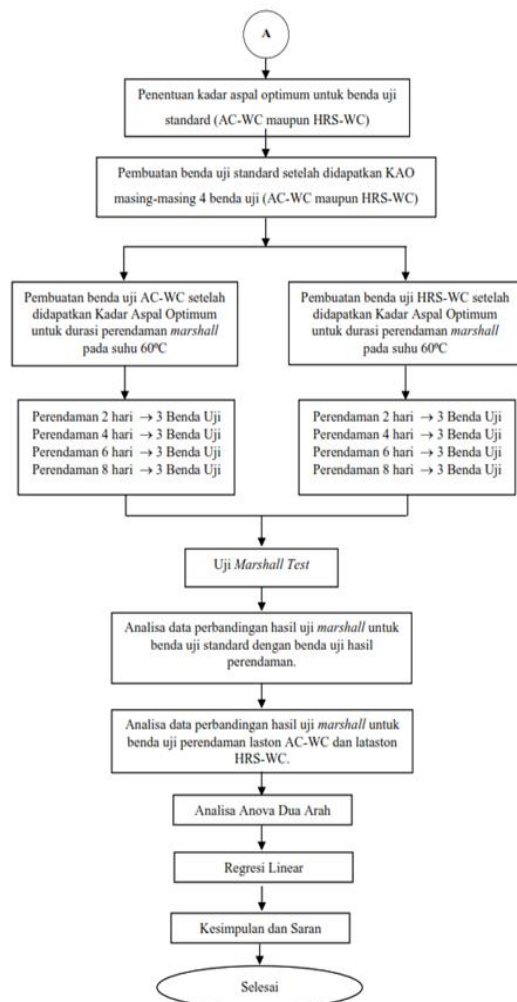 A
Penentuan kadar aspal optimum untuk benda uji
standard (AC-WC maupun HRS-WC)
Pembuatan benda uji standard setelah didapatkan KAO
masing-masing 4 benda uji (AC-WC maupun HRS-WC)
Pembuatan benda uji AC-WC setelah
didapatkan Kadar Aspal Optimum
untuk durasi perendaman marshall
pada suhu 60⁰C
Pembuatan benda uji HRS-WC setelah
didapatkan Kadar Aspal Optimum
untuk durasi perendaman marshall
pada suhu 60⁰C
Perendaman 2 hari → 3 Benda Uji
Perendaman 4 hari → 3 Benda Uji
Perendaman 6 hari → 3 Benda Uji
Perendaman 8 hari → 3 Benda Uji
Perendaman 2 hari → 3 Benda Uji
Perendaman 4 hari → 3 Benda Uji
Perendaman 6 hari → 3 Benda Uji
Perendaman 8 hari → 3 Benda Uji
Uji Marshall Test
Analisa data perbandingan hasil uji marshall untuk
benda uji standard dengan benda uji hasil
perendaman.
Analisa data perbandingan hasil uji marshall untuk
benda uji perendaman laston AC-WC dan lataston
HRS-WC.
Analisa Anova Dua Arah
Regresi Linear
Kesimpulan dan Saran
Selesai